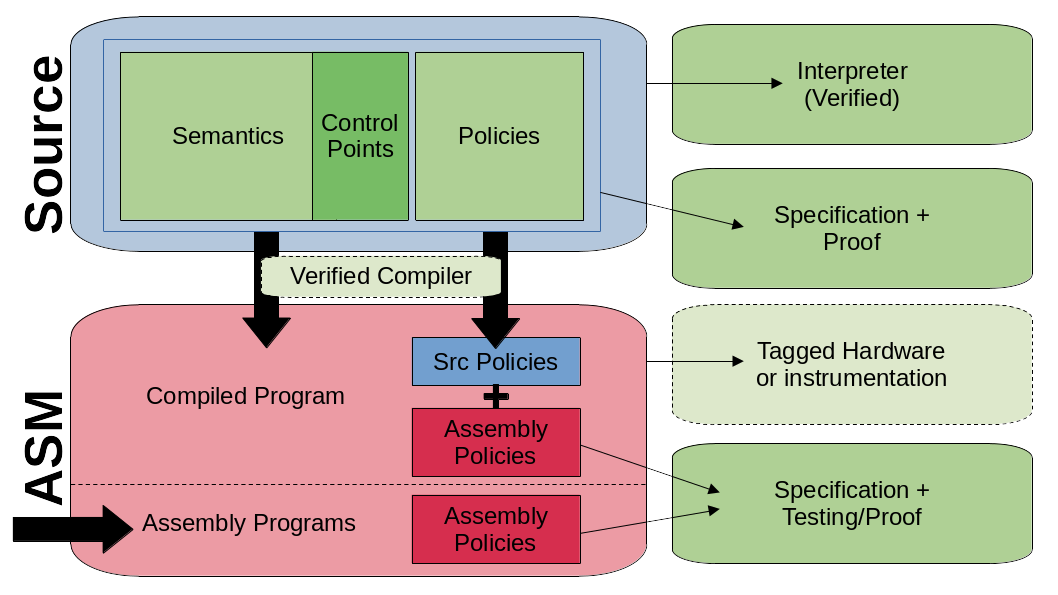 Source
Semantics
Control
Points
Policies
Interpreter
(Verified)
Specification +
Proof
Verified Compiler
ASM
Compiled Program
Src Policies
+
Assembly
Policies
Tagged Hardware
or instrumentation
Assembly Programs
Assembly
Policies
Specification +
Testing/Proof